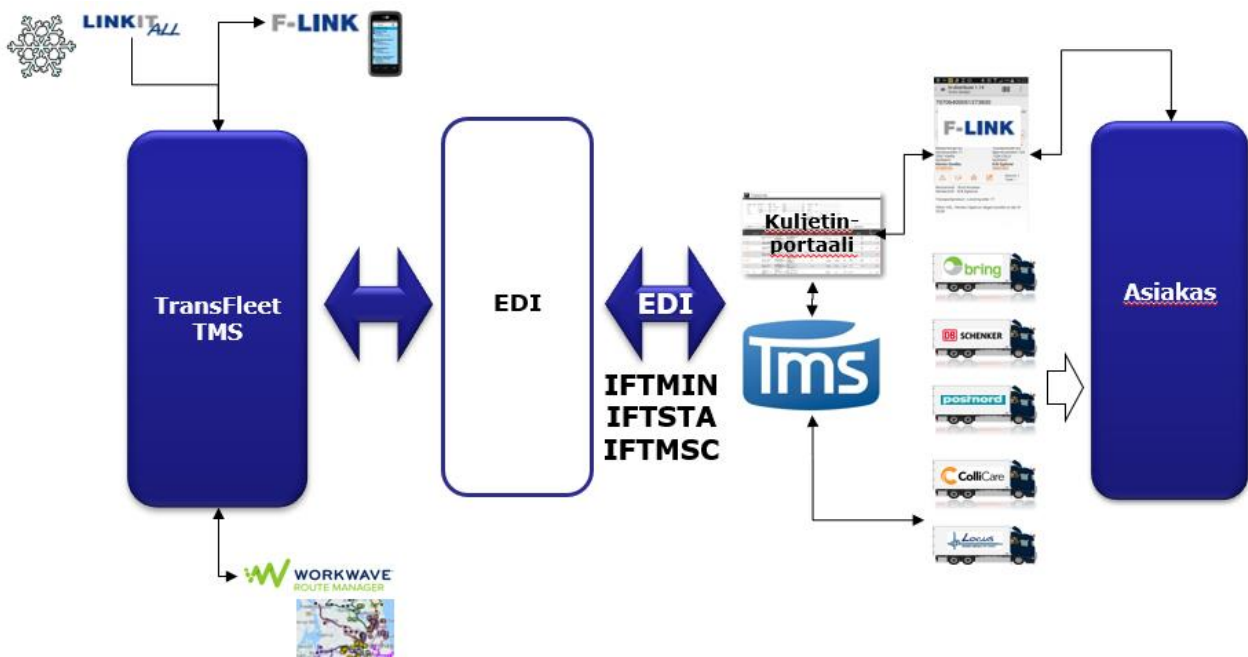 LINKIT
ALL
F-LINK
F-LINK
Kuljetin-
portaali
TransFleet
TMS
EDI
EDI
IFTMIN
IFTSTA
IFTMSC
Tms
bring
DB SCHENKER
postnord
ColliCare
Locus
Asiakas
WORKWAVE
ROUTE MANAGER